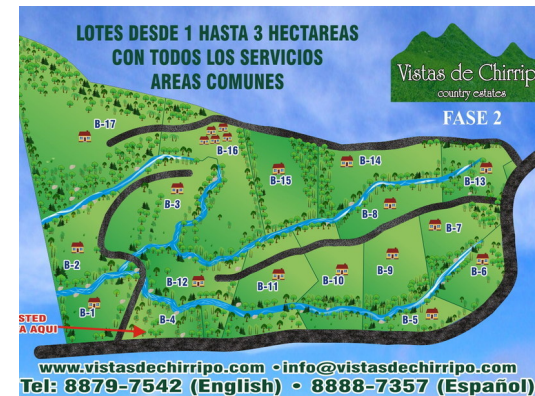 LOTES DESDE 1 HASTA 3 HECTAREAS
CON TODOS LOS SERVICIOS
AREAS COMUNES
Vistas de Chirrip
country estates
FASE 2
B-17
B-16
B-15
B-14
B-13
B-3
B-8
B-7
B-2
B-12
B-11
B-10
B-9
B-6
B-1
B-4
B-5
STED
A AQUI
www.vistasdechirripo.com • info@vistasdechirripo.com
Tel: 8879-7542 (English) • 8888-7357 (Español)